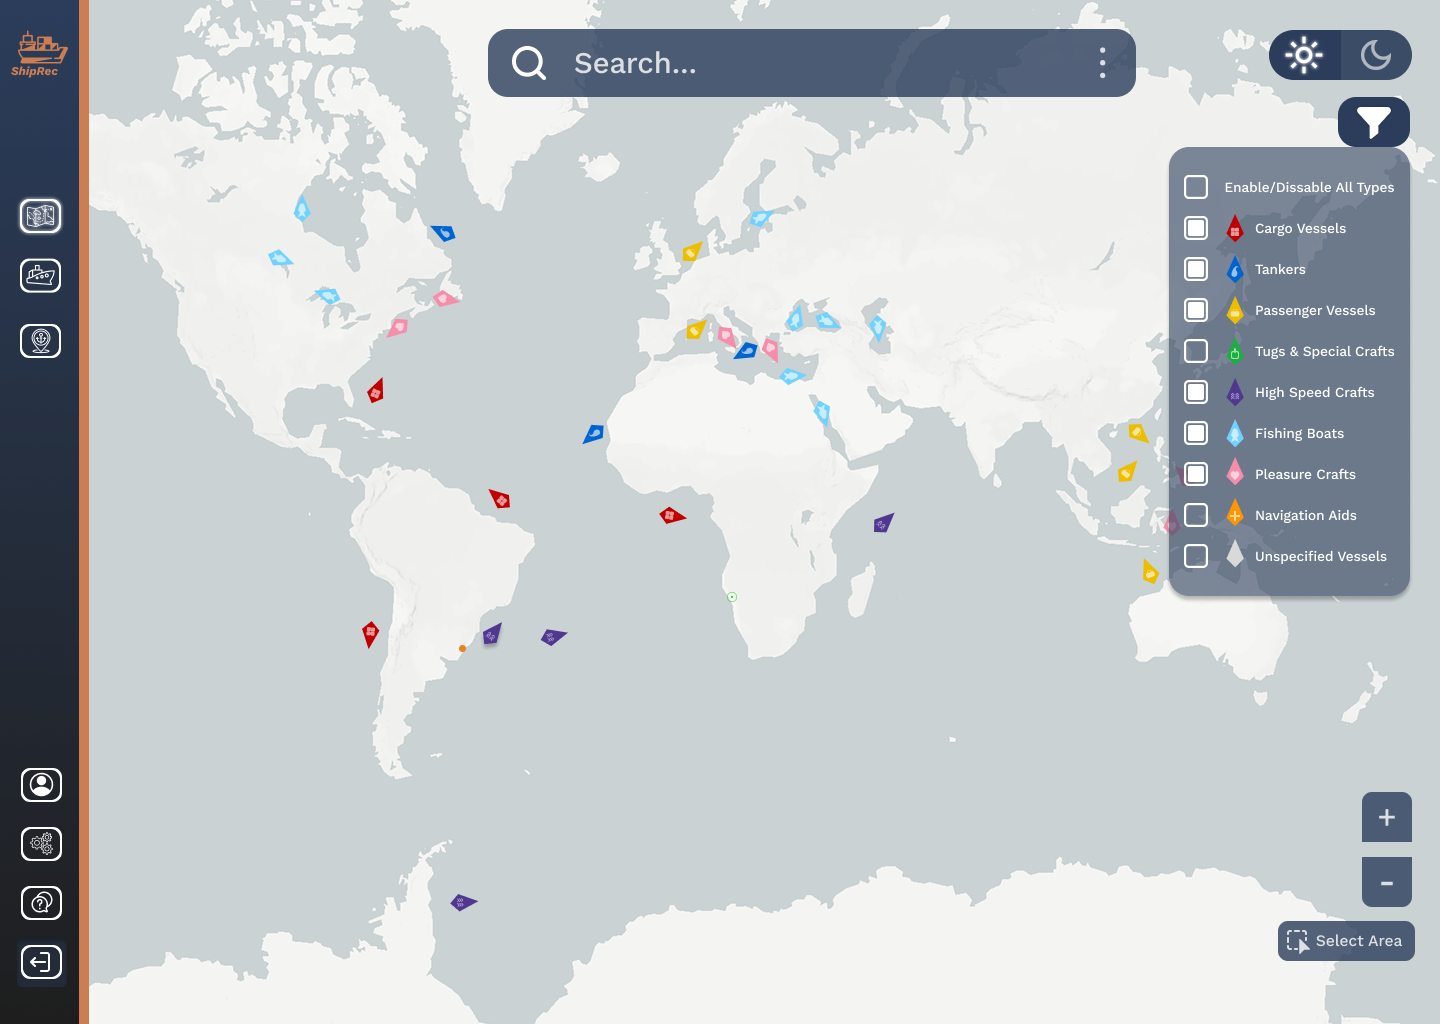 ShipRec
Search...
Enable/Dissable All Types
Cargo Vessels
Tankers
Passenger Vessels
Tugs & Special Crafts
High Speed Crafts
Fishing Boats
Pleasure Crafts
Navigation Aids
Unspecified Vessels
+
-
Select Area